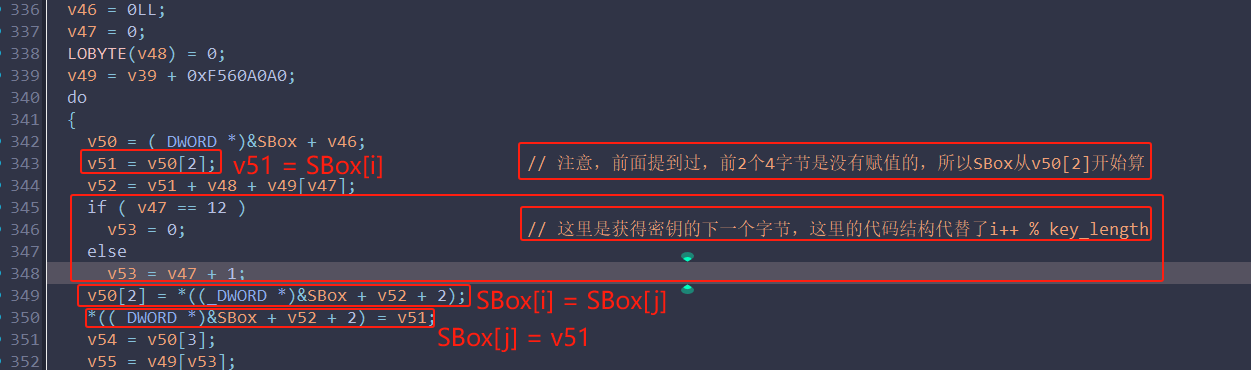 336 v46 = 0LL;
337 v47 = 0;
338 LOBYTE(v48) = 0;
339 v49 = v39 + 0xF560A0A0;
340 do
341 {
342 v50 = ( DWORD *)&SBox + v46;
343 v51 = v50[2]; v51 = SBox[i] // 注意，前面提到过，前2个4字节是没有赋值的，所以SBox从v50[2]开始算
344 v52 = v51 + v48 + v49[v47];
345 if ( v47 == 12 )
346 v53 = 0; // 这里是获得密钥的下一个字节，这里的代码结构代替了i++ % key_length
347 else
348 v53 = v47 + 1;
349 v50[2] = *((_DWORD *)&SBox + v52 + 2); SBox[i] = SBox[j]
350 *(( DWORD *)&SBox + v52 + 2) = v51;
SBox[j] = v51
351 v54 = v50[3];
352 v55 = v49[v53];